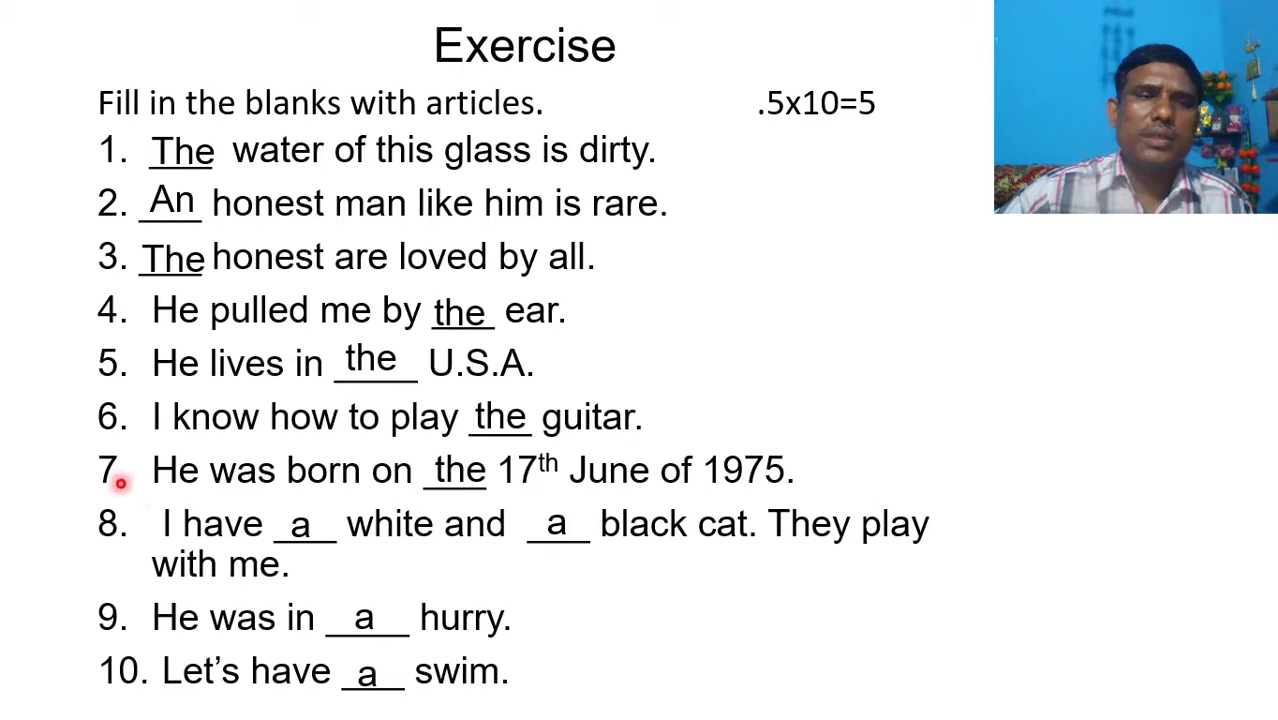 Exercise
Fill in the blanks with articles. .5x10=5
1. The water of this glass is dirty.
2. An honest man like him is rare.
3. The honest are loved by all.
4. He pulled me by the ear.
5. He lives in the U.S.A.
6. I know how to play the guitar.
7. He was born on the 17th June of 1975.
8. I have a white and a black cat. They play
with me.
9. He was in a hurry.
10. Let's have a swim.